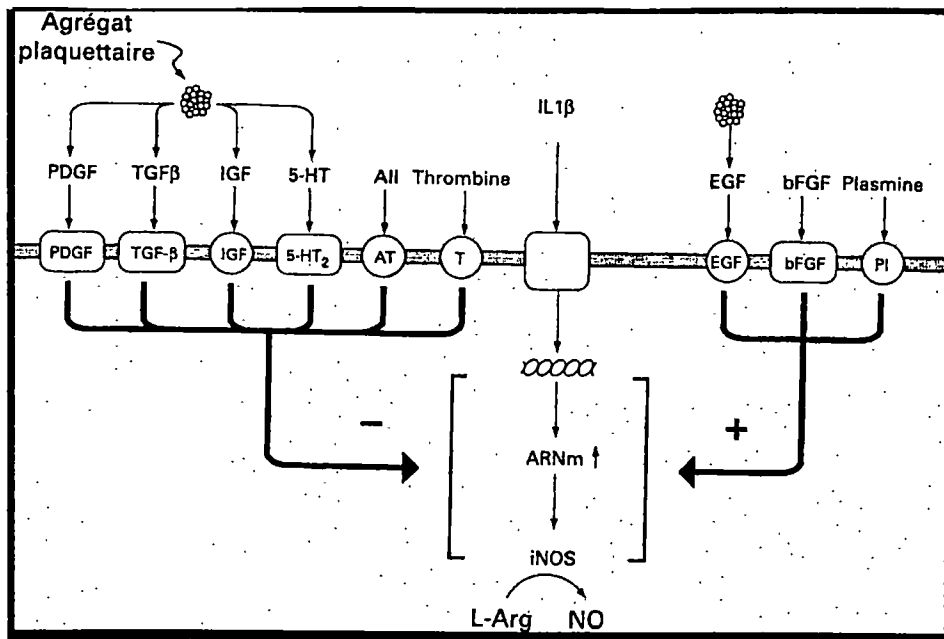 Agrégat
plaquettaire
IL1β
PDGF TGFβ IGF 5-HT AII Thrombine EGF bFGF Plasmine
PDGF TGF-β IGF 5-HT₂ AT T EGF bFGF Pl
− +
ARNm
iNOS
L-Arg NO